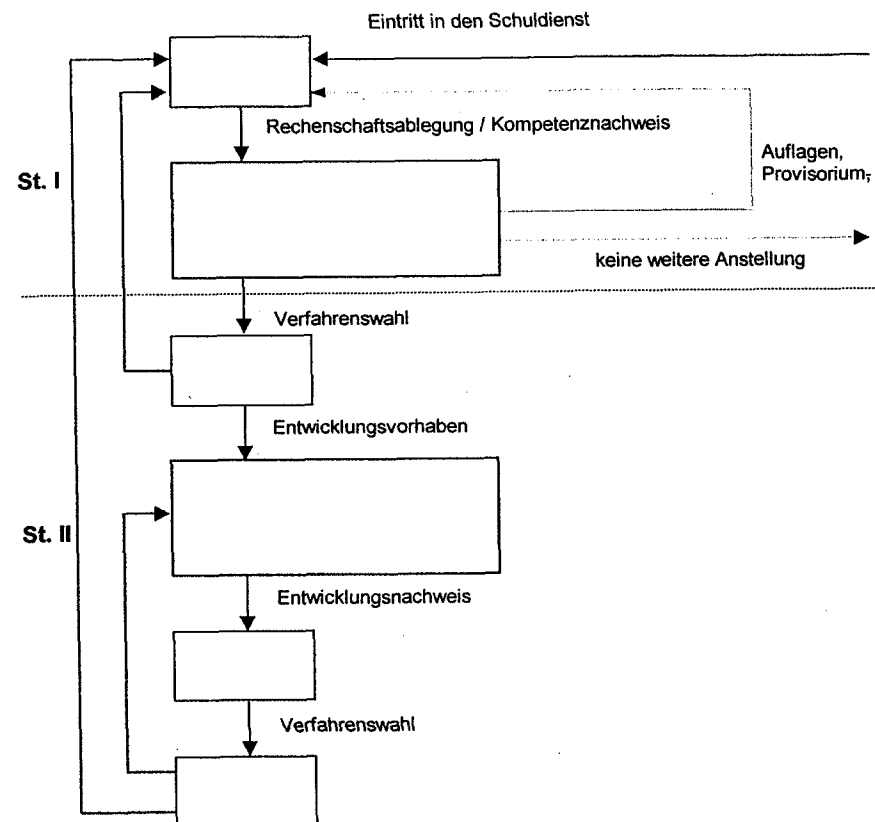 Eintritt in den Schuldienst
Rechenschaftsablegung / Kompetenznachweis
Auflagen,
Provisorium,
St. I
keine weitere Anstellung
Verfahrenswahl
Entwicklungsvorhaben
St. II
Entwicklungsnachweis
Verfahrenswahl